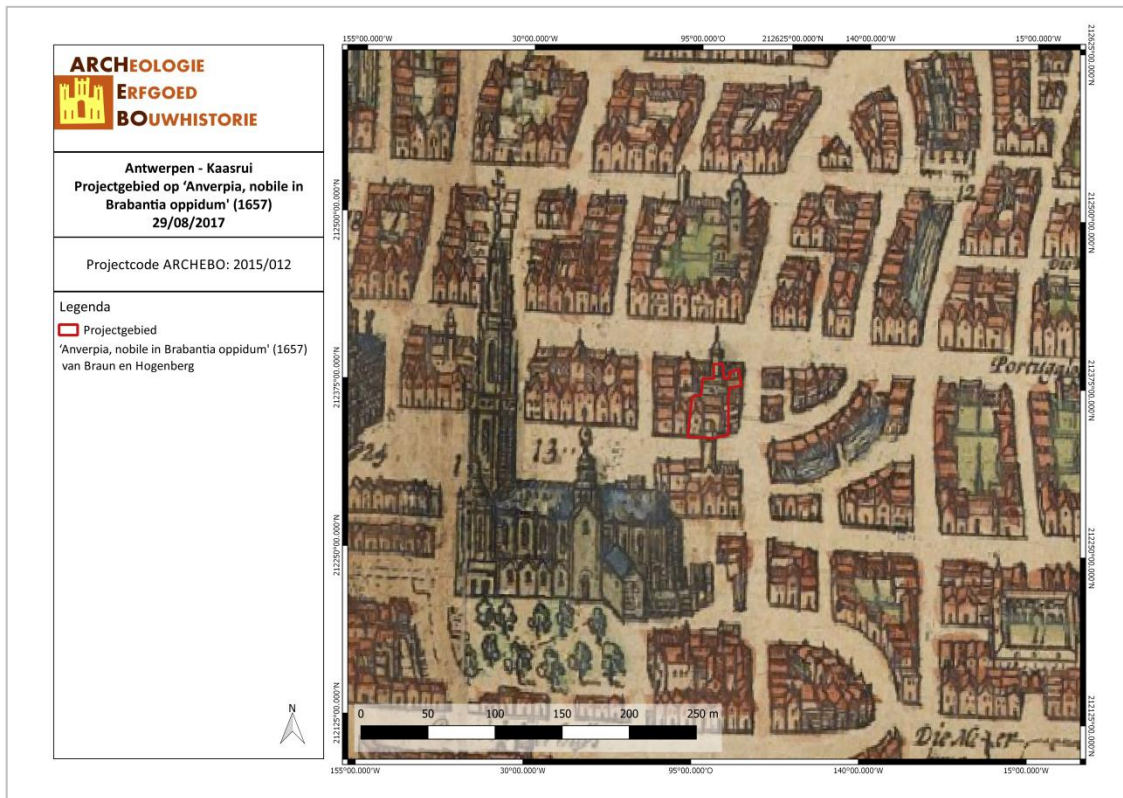 ARCHEOLOGIE
ERFGOED
BOUWHISTORIE
Antwerpen - Kaasrui
Projectgebied op ‘Anverpia, nobile in
Brabantia oppidum' (1657)
29/08/2017
Projectcode ARCHEBO: 2015/012
Legenda
Projectgebied
‘Anverpia, nobile in Brabantia oppidum' (1657)
van Braun en Hogenberg
N
155°00.000'W
30°00.000'W
95°00.000'O
212625°00.000'N
140°00.000'W
15°00.000'W
212625°00.000'N
212500°00.000'N
212500°00.000'N
212375°00.000'N
212375°00.000'N
212250°00.000'N
212250°00.000'N
212125°00.000'N
212125°00.000'N
12
13
1
0 50 100 150 200 250 m
155°00.000'W
30°00.000'W
95°00.000'O
140°00.000'W
15°00.000'W